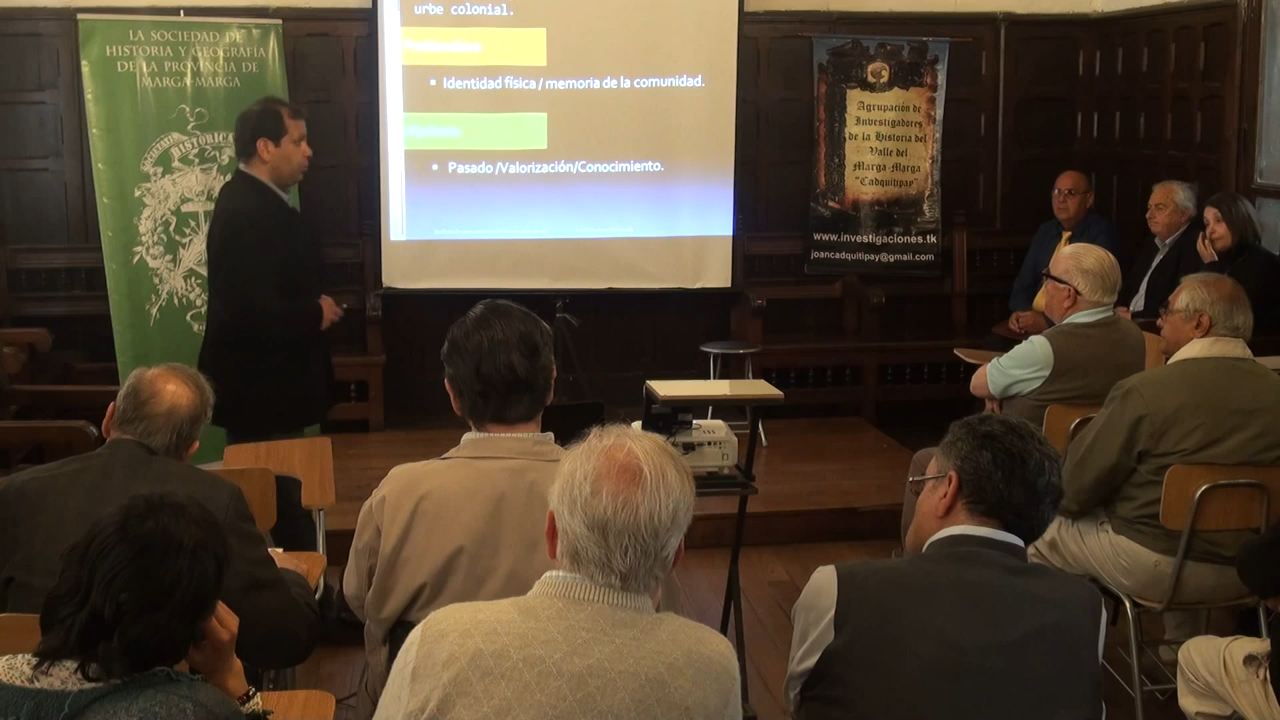 LA SOCIEDAD DE
HISTORIA Y GEOGRAFÍA
DE LA PROVINCIA DE
MARGA-MARGA
HISTÓRICA
urbe colonial.
Identidad física / memoria de la comunidad.
Pasado /Valorización/Conocimiento.
Agrupación de
Investigadores
de la Historia del
Valle del
Marga-Marga
"Cadquitipay"
www.investigaciones.tk
joancadquitipay@gmail.com